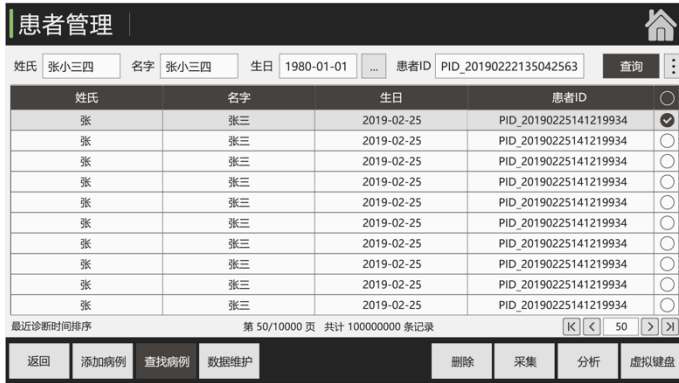 患者管理
姓氏 张小三四 名字 张小三四 生日 1980-01-01 ... 患者ID PID_20190222135042563 查询
姓氏 名字 生日 患者ID
张 张三 2019-02-25 PID_20190225141219934
张 张三 2019-02-25 PID_20190225141219934
张 张三 2019-02-25 PID_20190225141219934
张 张三 2019-02-25 PID_20190225141219934
张 张三 2019-02-25 PID_20190225141219934
张 张三 2019-02-25 PID_20190225141219934
张 张三 2019-02-25 PID_20190225141219934
张 张三 2019-02-25 PID_20190225141219934
张 张三 2019-02-25 PID_20190225141219934
张 张三 2019-02-25 PID_20190225141219934
最近诊断时间排序 第 50/10000 页 共计 100000000 条记录 50
返回 添加病例 查找病例 数据维护 删除 采集 分析 虚拟键盘